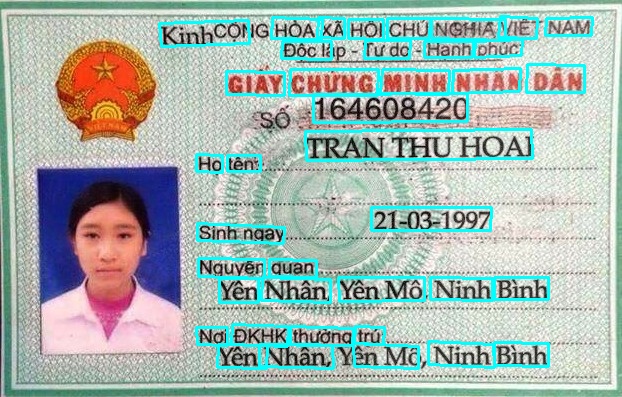 Kinh CỘNG HÒA XÃ HỘI CHỦ NGHĨA VIỆT NAM
Độc lập - Tự do - Hạnh phúc
GIẤY CHỨNG MINH NHÂN DÂN
SỐ 164608420
TRAN THU HOAI
Họ tên:
21-03-1997
Sinh ngày
Nguyên quán
Yên Nhân, Yên Mô, Ninh Bình
Nơi ĐKHK thường trú
Yên Nhân, Yên Mô, Ninh Bình